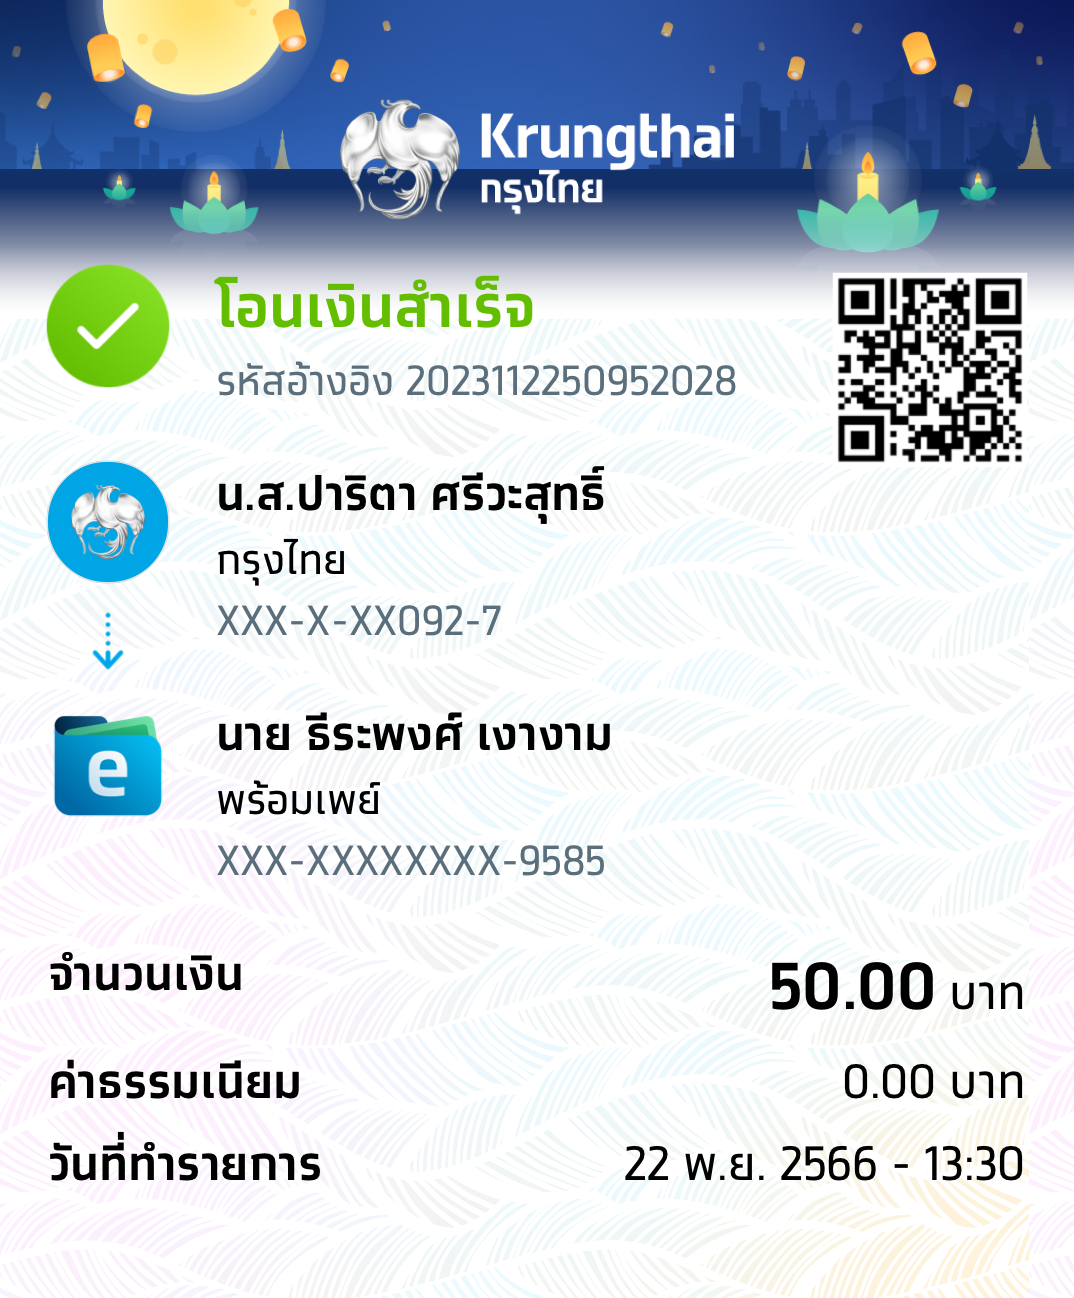 Krungthai
กรุงไทย
โอนเงินสำเร็จ
รหัสอ้างอิง 2023112250952028
น.ส.ปาริตา ศรีวะสุทธิ์
กรุงไทย
XXX-X-XX092-7
e
นาย ธีระพงศ์ เงางาม
พร้อมเพย์
XXX-XXXXXXXX-9585
จำนวนเงิน 50.00 บาท
ค่าธรรมเนียม 0.00 บาท
วันที่ทำรายการ 22 พ.ย. 2566 - 13:30